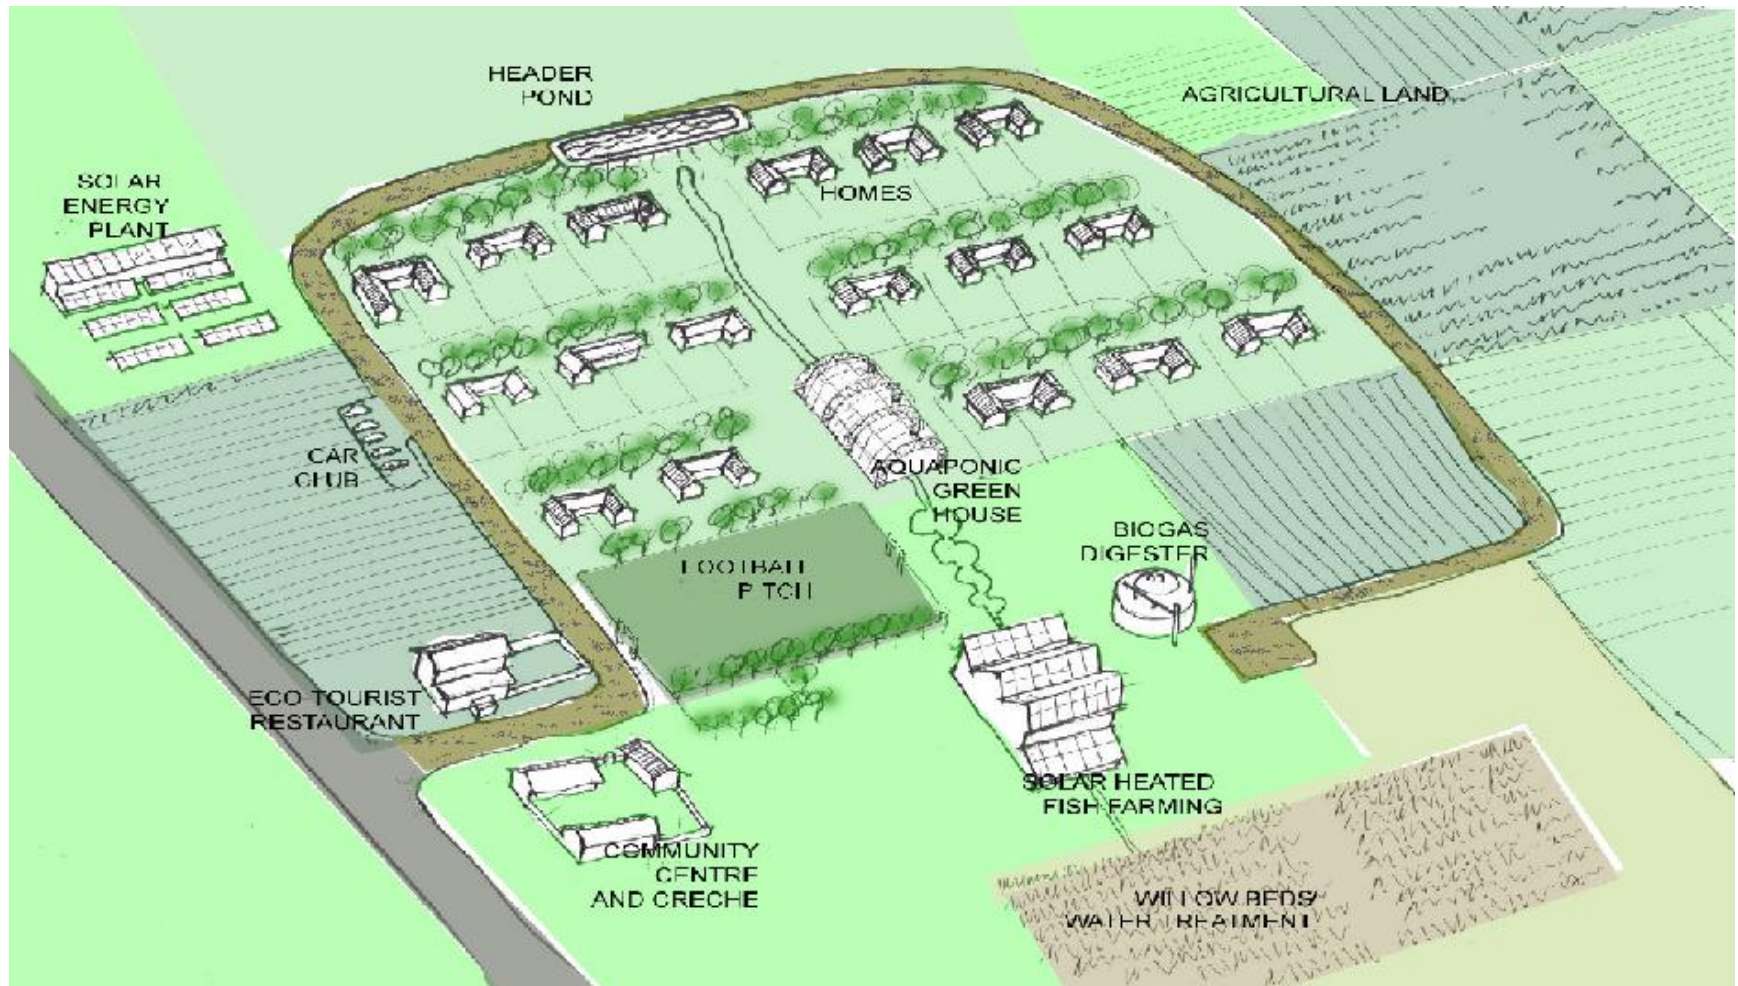 HEADER
POND
AGRICULTURAL LAND
SOLAR
ENERGY
PLANT
HOMES
CAR
CLUB
AQUAPONIC
GREEN
HOUSE
BIOGAS
DIGESTER
FOOTBALL
PITCH
ECO TOURIST
RESTAURANT
SOLAR HEATED
FISH FARMING
COMMUNITY
CENTRE
AND CRECHE
WILLOW BEDS/
WATER TREATMENT